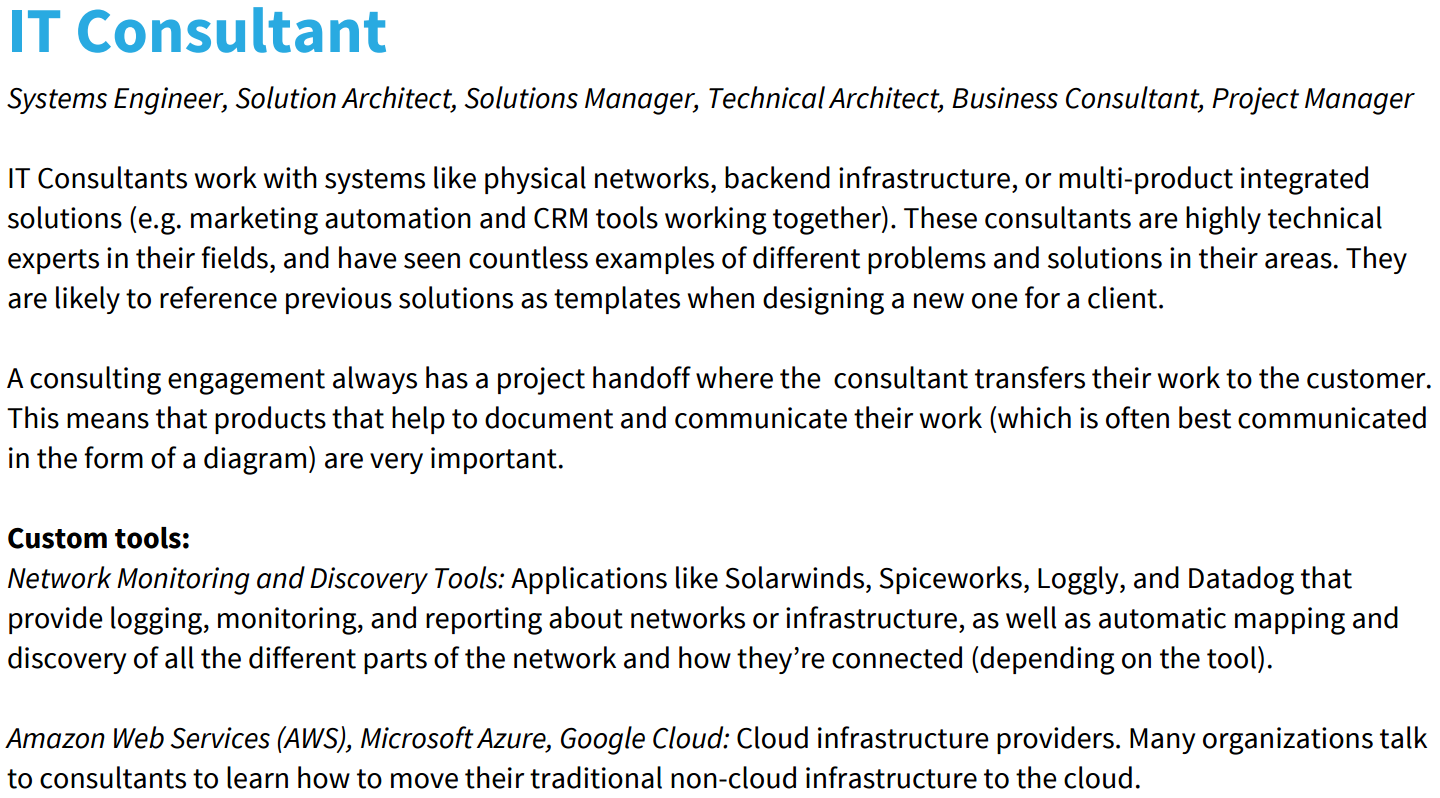 IT Consultant
Systems Engineer, Solution Architect, Solutions Manager, Technical Architect, Business Consultant, Project Manager
IT Consultants work with systems like physical networks, backend infrastructure, or multi-product integrated
solutions (e.g. marketing automation and CRM tools working together). These consultants are highly technical
experts in their fields, and have seen countless examples of different problems and solutions in their areas. They
are likely to reference previous solutions as templates when designing a new one for a client.
A consulting engagement always has a project handoff where the  consultant transfers their work to the customer.
This means that products that help to document and communicate their work (which is often best communicated
in the form of a diagram) are very important.
Custom tools:
Network Monitoring and Discovery Tools: Applications like Solarwinds, Spiceworks, Loggly, and Datadog that
provide logging, monitoring, and reporting about networks or infrastructure, as well as automatic mapping and
discovery of all the different parts of the network and how they’re connected (depending on the tool).
Amazon Web Services (AWS), Microsoft Azure, Google Cloud: Cloud infrastructure providers. Many organizations talk
to consultants to learn how to move their traditional non-cloud infrastructure to the cloud.